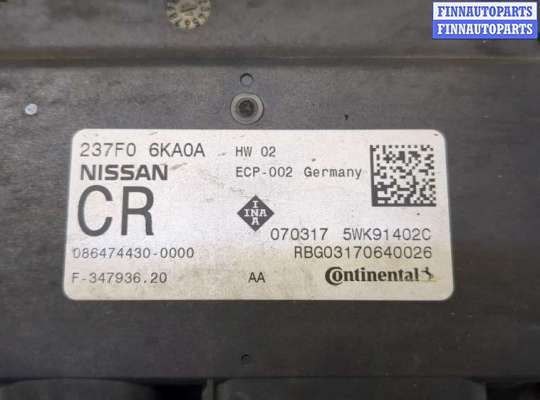 FINNAUTOPARTS
FINNAUTOPARTS
237F0 6KA0A HW 02
NISSAN ECP-002 Germany
CR INA
070317 5WK91402C
086474430-0000 RBG03170640026
F-347936.20 AA Continental